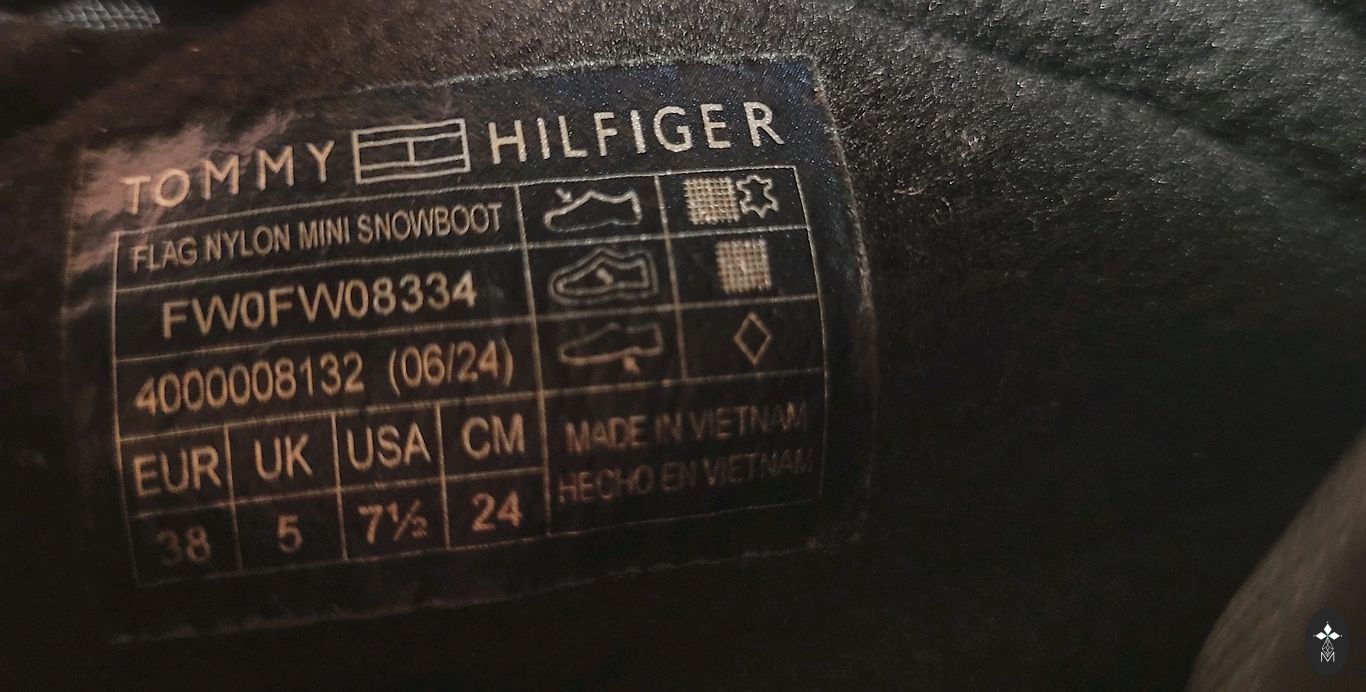 TOMMY HILFIGER
FLAG NYLON MINI SNOWBOOT
FW0FW08334
4000008132 (06/24)
EUR UK USA CM
38 5 7½ 24
MADE IN VIETNAM
HECHO EN VIETNAM
M